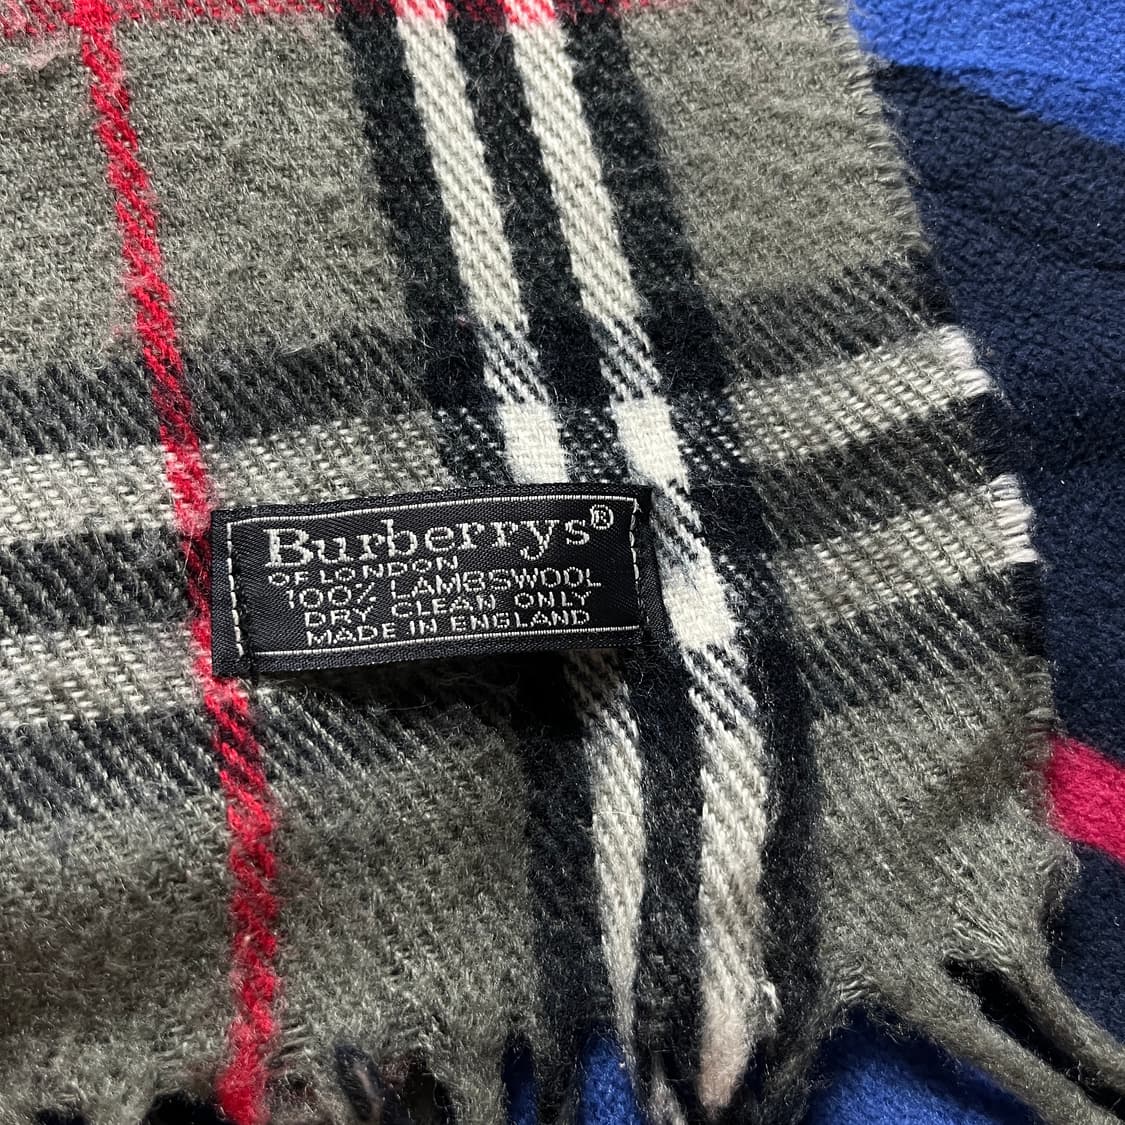 Burberrys®
OF LONDON
100% LAMBSWOOL
DRY CLEAN ONLY
MADE IN ENGLAND